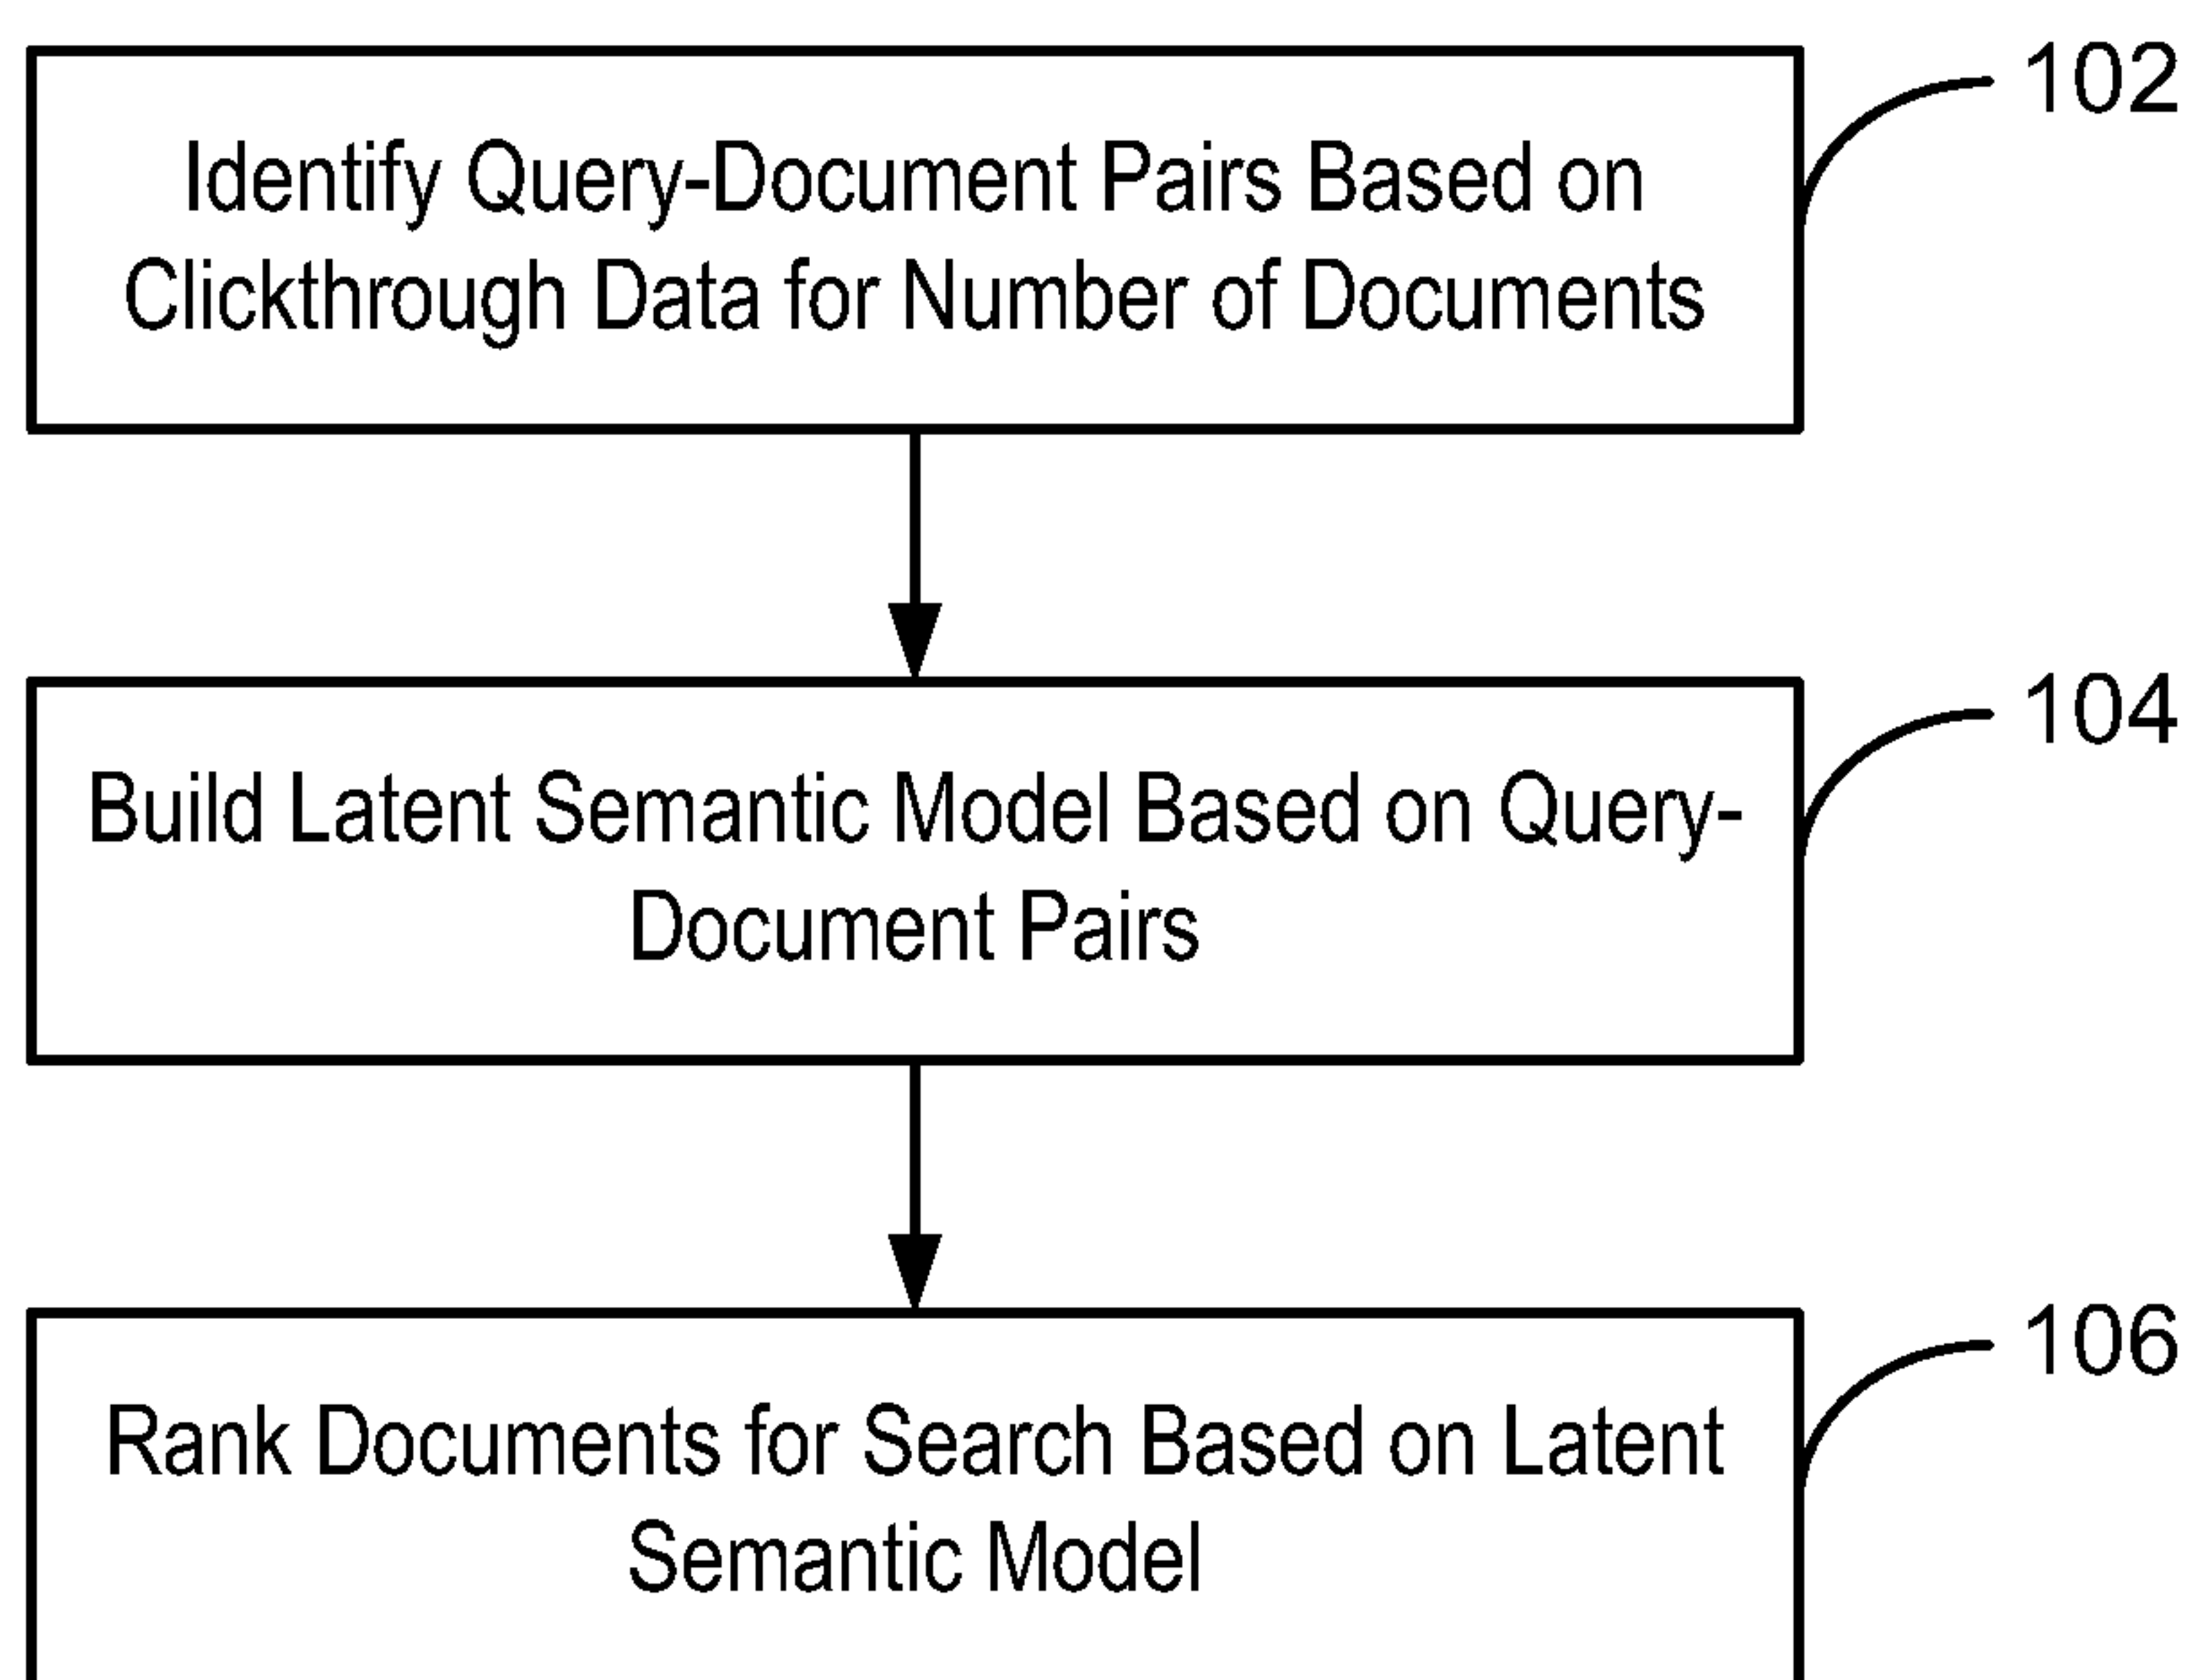 102
Identify Query-Document Pairs Based on
Clickthrough Data for Number of Documents
104
Build Latent Semantic Model Based on Query-
Document Pairs
106
Rank Documents for Search Based on Latent
Semantic Model